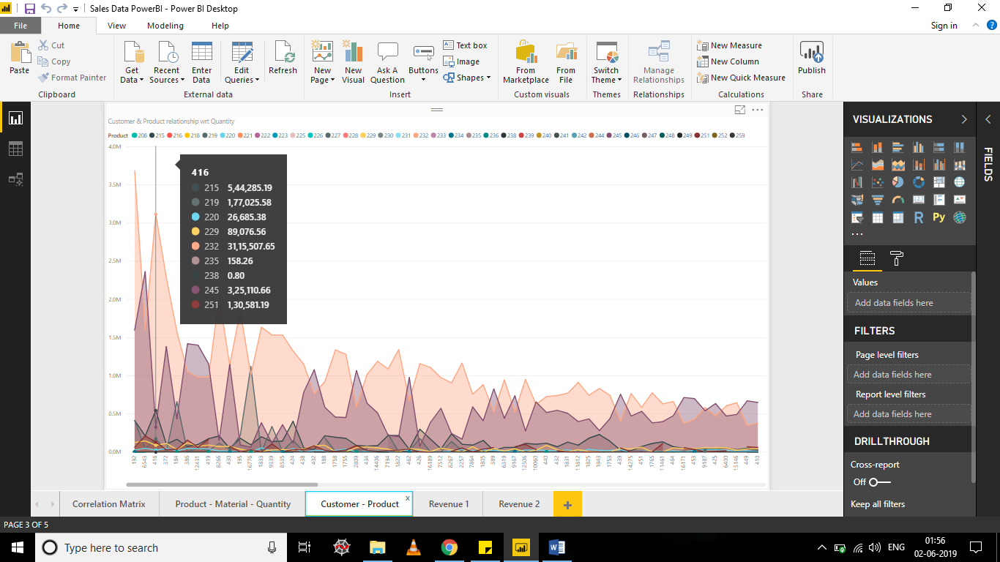 Sales Data PowerBI - Power BI Desktop
File Home View Modeling Help Sign in
Paste
Cut
Copy
Format Painter
Clipboard
Get Data
Recent Sources
Enter Data
Edit Queries
Refresh
External data
New Page
New Visual
Ask A Question
Buttons
Text box
Image
Shapes
Insert
From Marketplace
From File
Custom visuals
Switch Theme
Themes
Manage Relationships
Relationships
New Measure
New Column
New Quick Measure
Calculations
Publish
Share
Customer & Product relationship wrt Quantity
Product 208 215 216 218 219 220 221 222 223 225 226 227 228 229 230 231 232 233 234 235 236 238 239 240 241 242 244 245 246 247 248 249 251 252 259
4.0M
3.5M
3.0M
2.5M
2.0M
1.5M
1.0M
0.5M
0.0M
416
215 5,44,285.19
219 1,77,025.58
220 26,685.38
229 89,076.56
232 31,15,507.65
235 158.26
238 0.80
245 3,25,110.66
251 1,30,581.19
192 6543 416 372 184 386 12431 419 8260 430 195 16776 1831 9339 8535 424 438 402 188 1758 1757 2809 434 14406 7194 1822 462 420 16189 7512 8267 2257 7864 1805 389 6319 9167 12506 10060 440 432 1831 11812 1825 1843 1753 439 14275 451 1765 11461 464 16171 453 9187 425 6400 15146 449 410
VISUALIZATIONS
FIELDS
R Py
Values
Add data fields here
FILTERS
Page level filters
Add data fields here
Report level filters
Add data fields here
DRILLTHROUGH
Cross-report
Off
Keep all filters
Correlation Matrix Product - Material - Quantity Customer - Product x Revenue 1 Revenue 2 +
PAGE 3 OF 5
Type here to search
ENG
01:56
02-06-2019